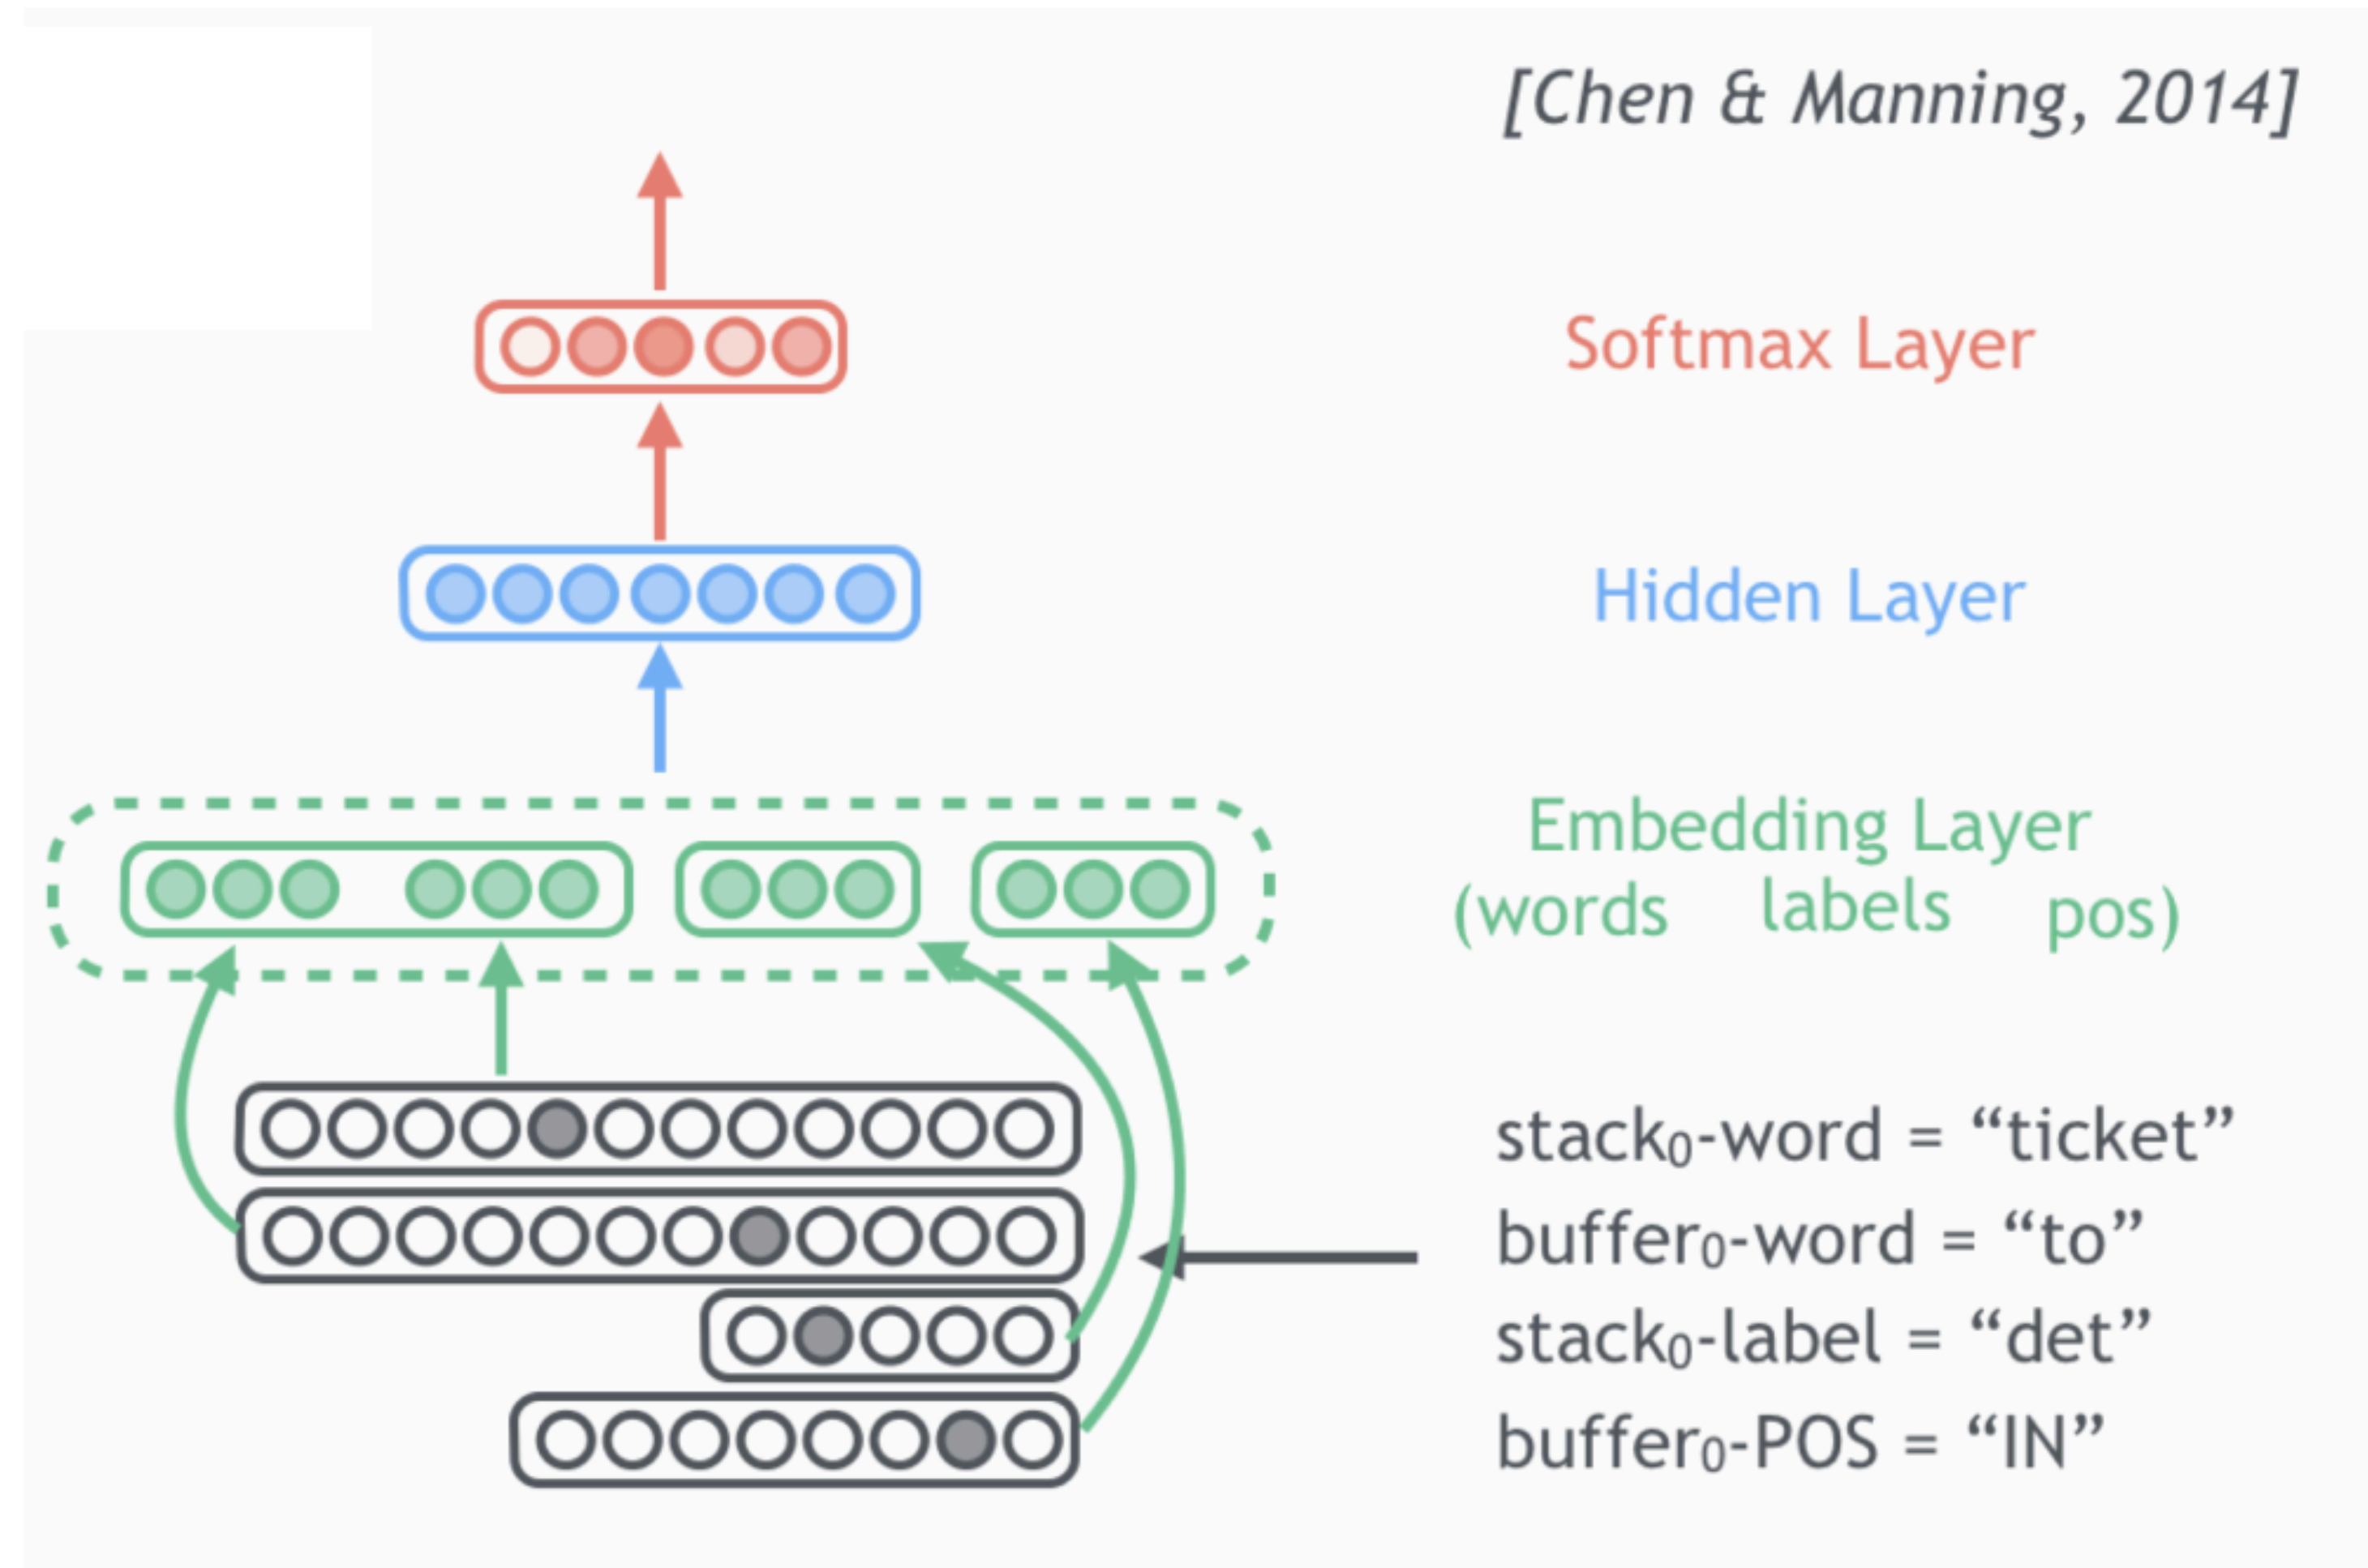 [Chen & Manning, 2014]
Softmax Layer
Hidden Layer
Embedding Layer
(words labels pos)
stack₀-word = “ticket”
buffer₀-word = “to”
stack₀-label = “det”
buffer₀-POS = “IN”